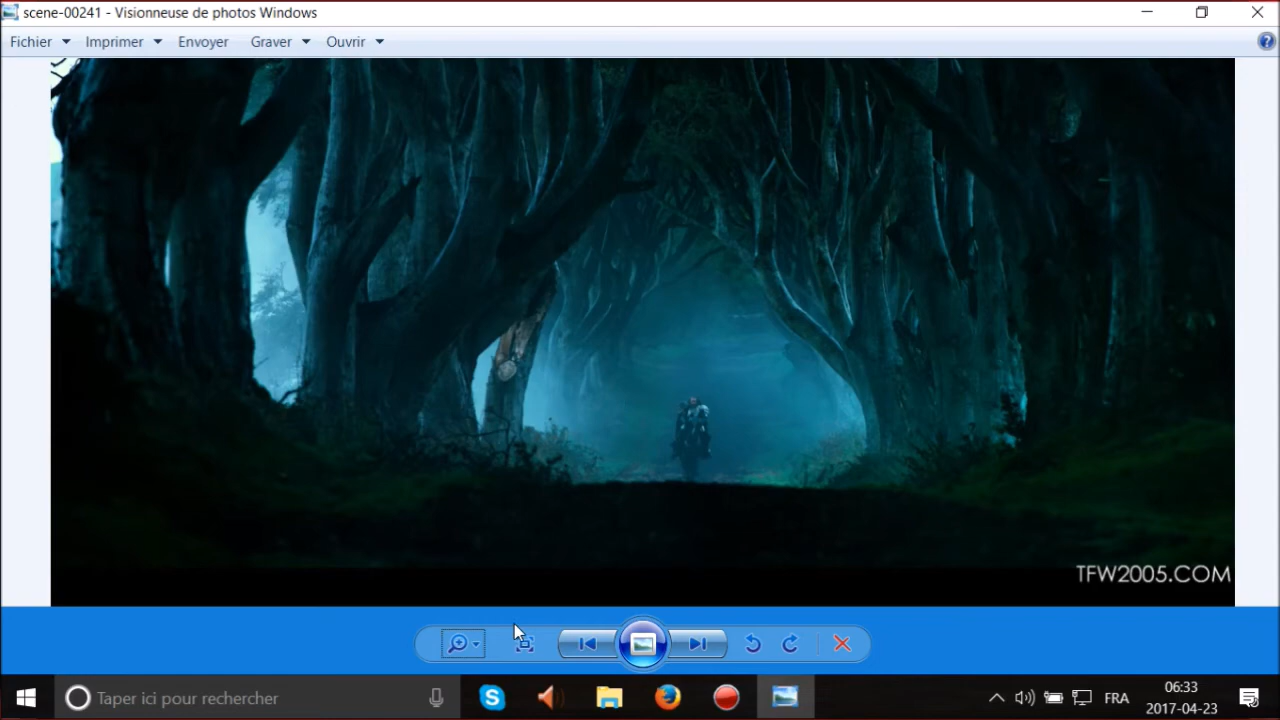 scene-00241 - Visionneuse de photos Windows
Fichier Imprimer Envoyer Graver Ouvrir
TFW2005.COM
Taper ici pour rechercher
FRA
06:33
2017-04-23